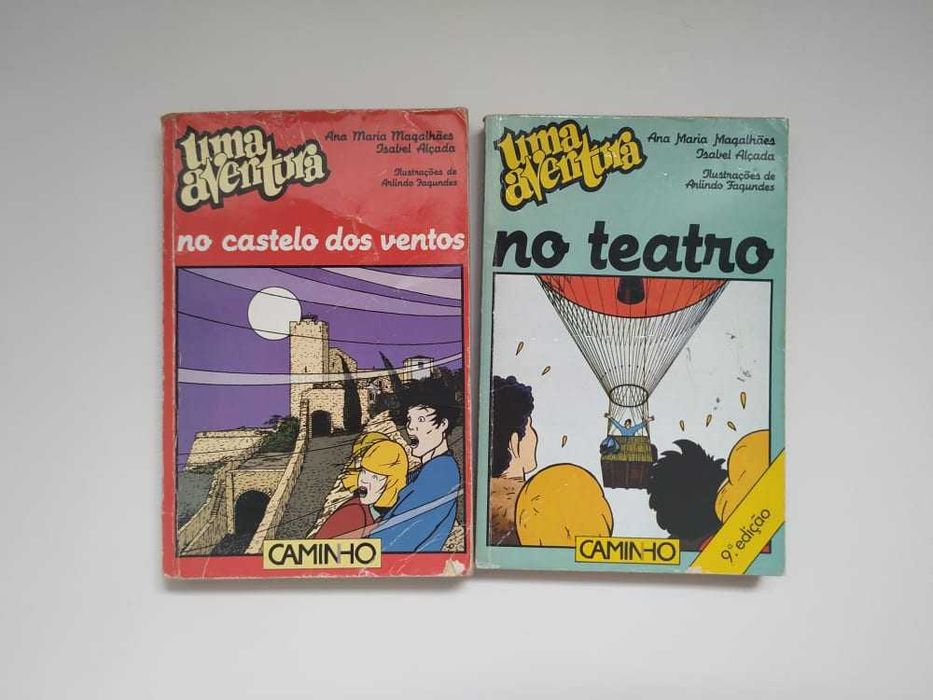 uma
aventura
Ana Maria Magalhães
Isabel Alçada
Ilustrações de
Arlindo Fagundes
no castelo dos ventos
CAMINHO
uma
aventura
Ana Maria Magalhães
Isabel Alçada
Ilustrações de
Arlindo Fagundes
no teatro
CAMINHO
9.ª edição